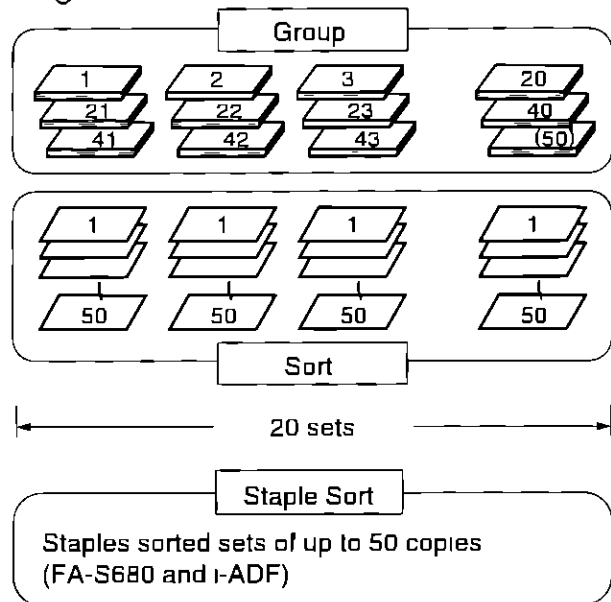 Group
1 2 3 20
21 22 23 40
41 42 43 (50)
1 1 1 1
50 50 50 50
Sort
20 sets
Staple Sort
Staples sorted sets of up to 50 copies
(FA-S680 and i-ADF)